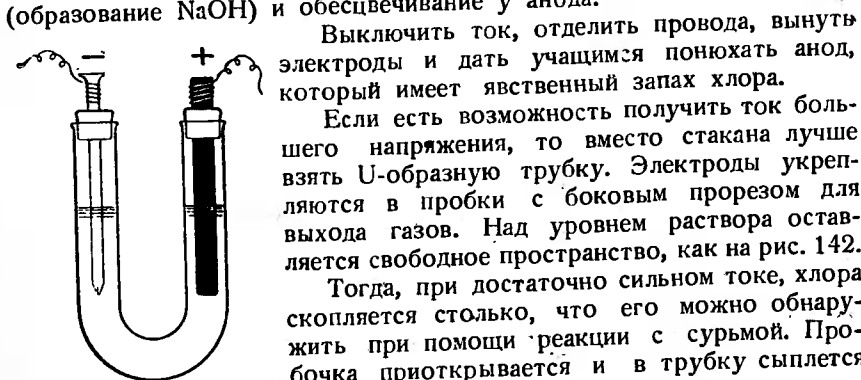 (образование NaOH) и обесцвечивание у анода.
Выключить ток, отделить провода, вынуть
электроды и дать учащимся понюхать анод,
который имеет явственный запах хлора.
Если есть возможность получить ток боль-
шего напряжения, то вместо стакана лучше
взять U-образную трубку. Электроды укреп-
ляются в пробки с боковым прорезом для
выхода газов. Над уровнем раствора остав-
ляется свободное пространство, как на рис. 142.
Тогда, при достаточно сильном токе, хлора
скопляется столько, что его можно обнару-
жить при помощи реакции с сурьмой. Про-
бочка приоткрывается и в трубку сыплется
− +